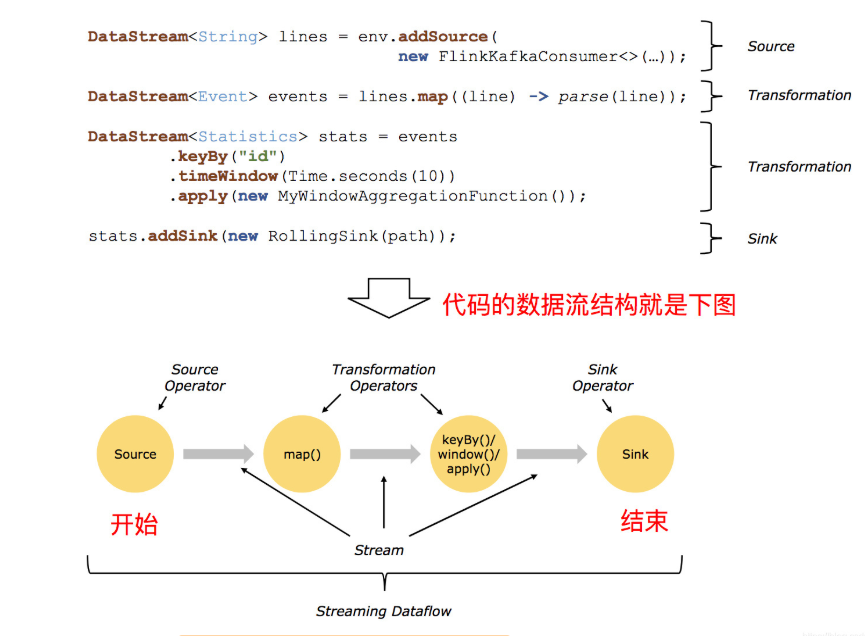 DataStream<String> lines = env.addSource(
new FlinkKafkaConsumer<>(…));
Source
DataStream<Event> events = lines.map((line) -> parse(line));
Transformation
DataStream<Statistics> stats = events
.keyBy("id")
.timeWindow(Time.seconds(10))
.apply(new MyWindowAggregationFunction());
Transformation
stats.addSink(new RollingSink(path));
Sink
代码的数据流结构就是下图
Source
Operator
Transformation
Operators
Sink
Operator
Source
map()
keyBy()/
window()/
apply()
Sink
开始
结束
Stream
Streaming Dataflow